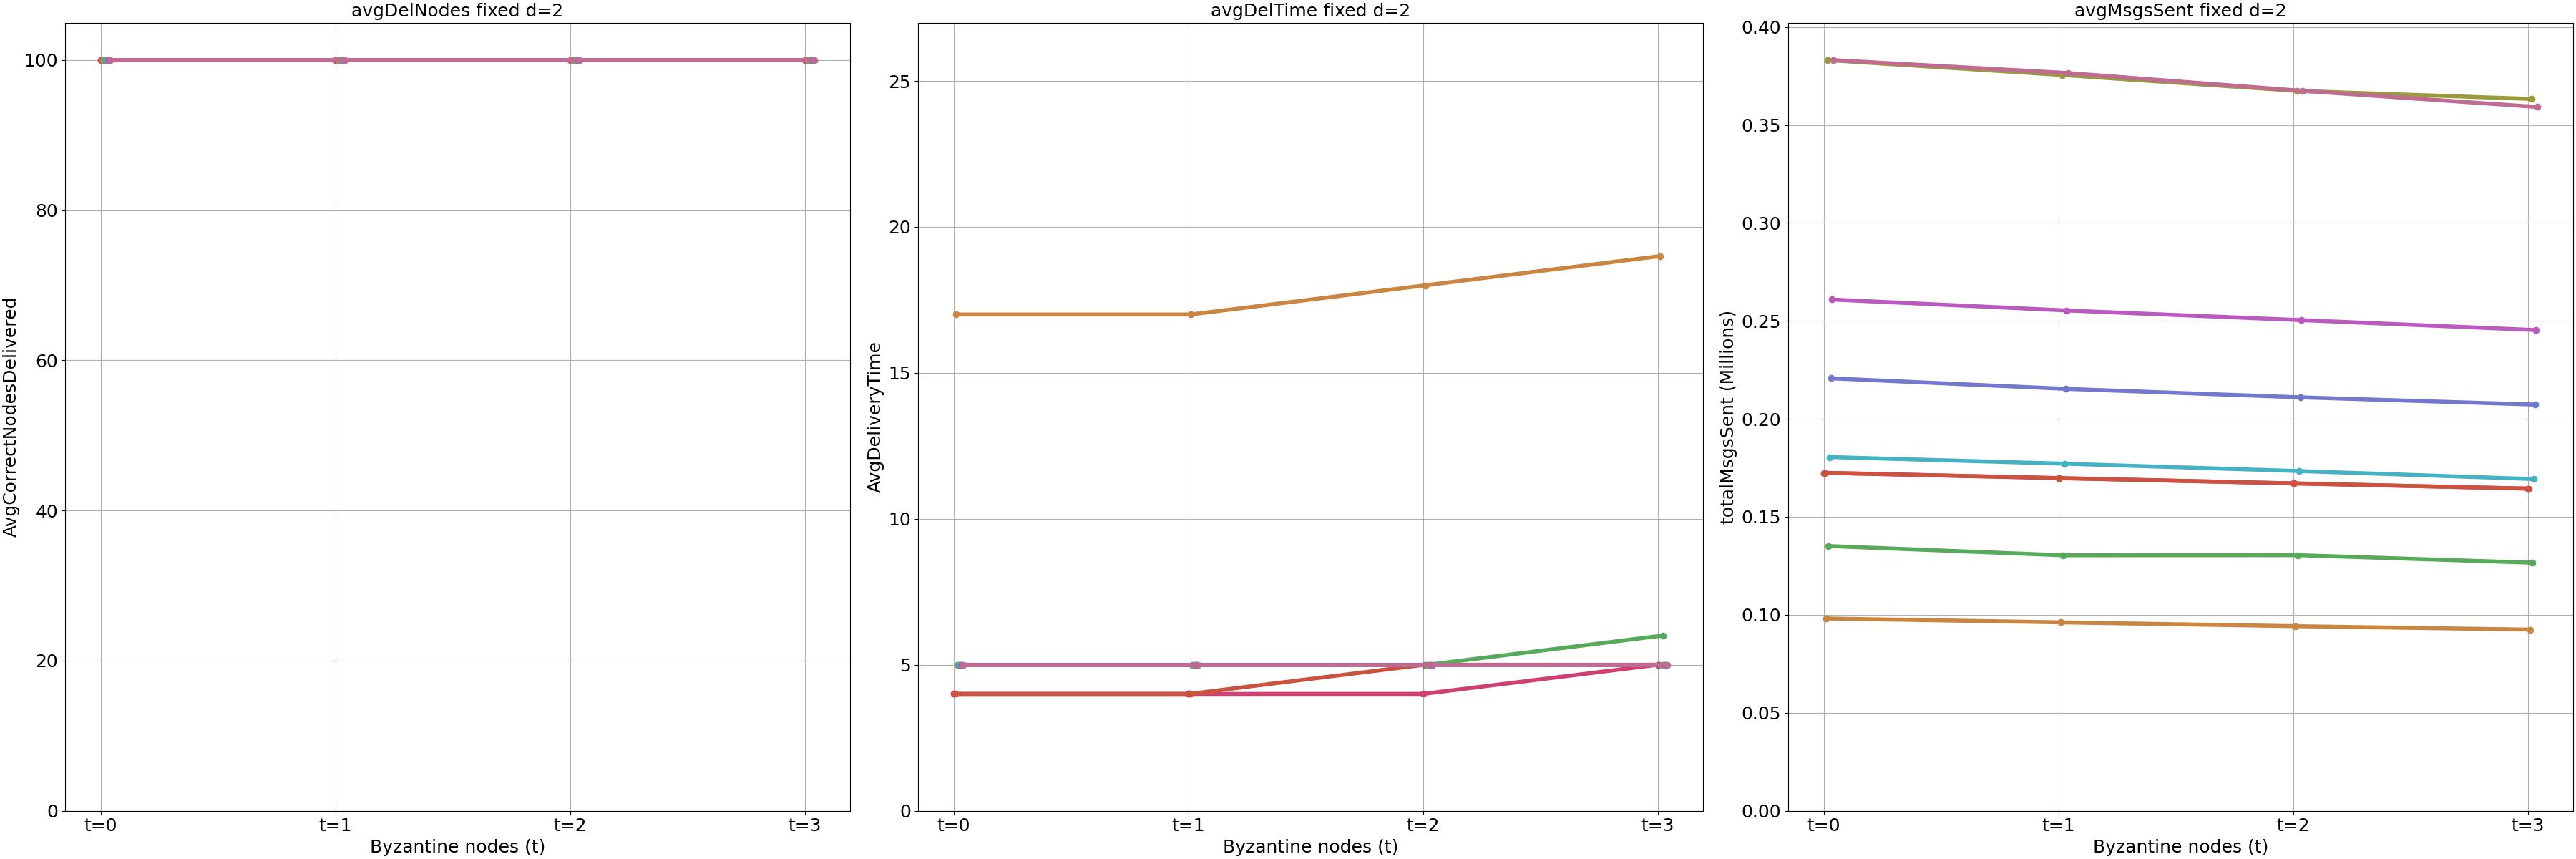 avgDelNodes fixed d=2
AvgCorrectNodesDelivered
100
80
60
40
20
0
t=0 t=1 t=2 t=3
Byzantine nodes (t)
avgDelTime fixed d=2
AvgDeliveryTime
25
20
15
10
5
0
t=0 t=1 t=2 t=3
Byzantine nodes (t)
avgMsgsSent fixed d=2
totalMsgsSent (Millions)
0.40
0.35
0.30
0.25
0.20
0.15
0.10
0.05
0.00
t=0 t=1 t=2 t=3
Byzantine nodes (t)